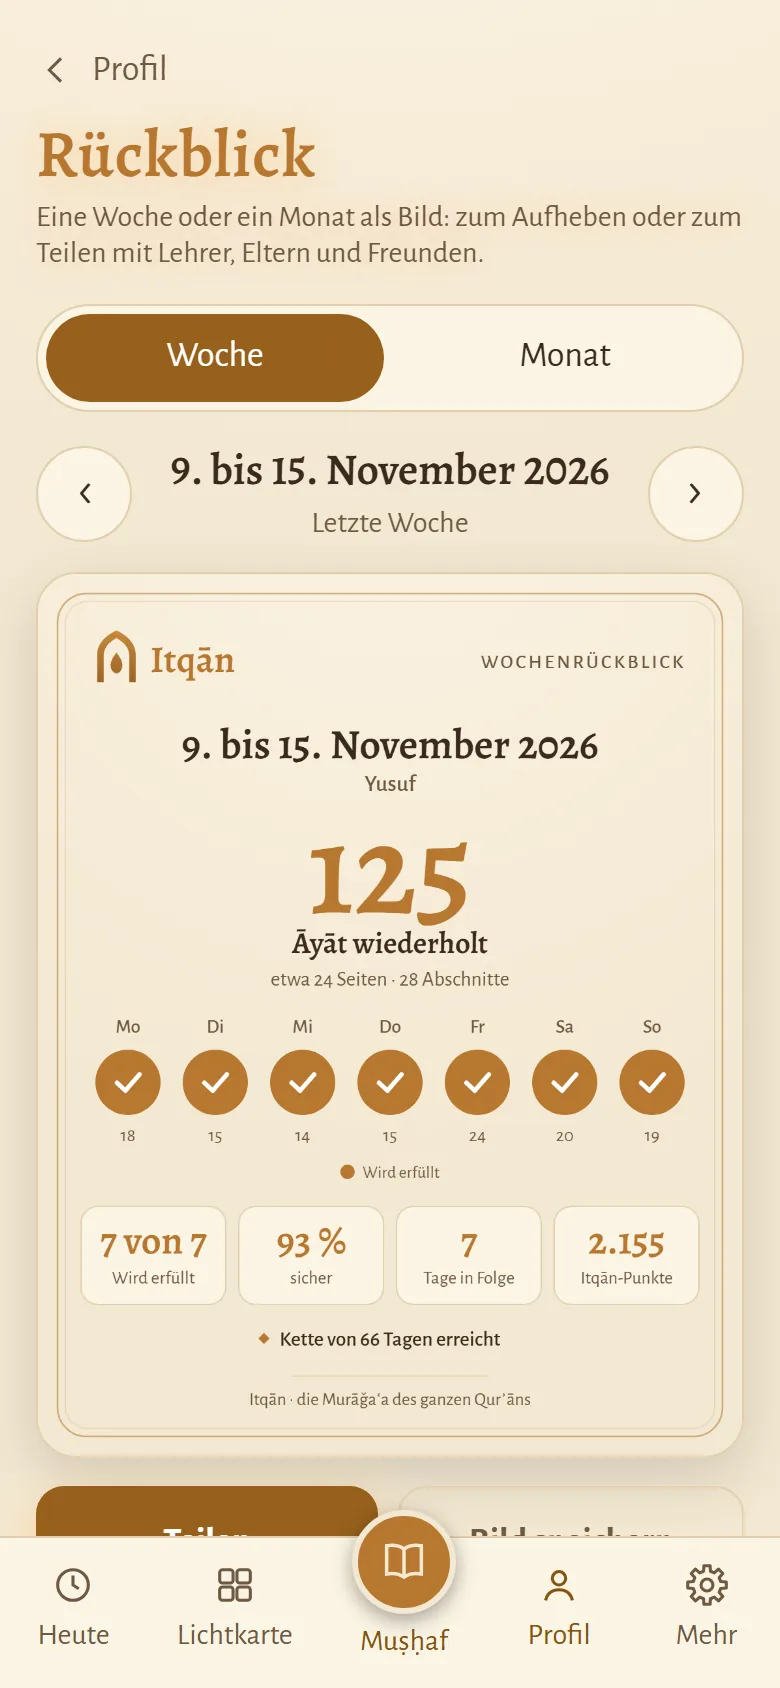 Profil
Rückblick
Eine Woche oder ein Monat als Bild: zum Aufheben oder zum
Teilen mit Lehrer, Eltern und Freunden.
Woche Monat
9. bis 15. November 2026
Letzte Woche
Itqān WOCHENRÜCKBLICK
9. bis 15. November 2026
Yusuf
125
Āyāt wiederholt
etwa 24 Seiten · 28 Abschnitte
Mo Di Mi Do Fr Sa So
18 15 14 15 24 20 19
Wird erfüllt
7 von 7 93 % 7 2.155
Wird erfüllt sicher Tage in Folge Itqān-Punkte
Kette von 66 Tagen erreicht
Itqān · die Murāǧaʿa des ganzen Qurʾāns
Teilen Bild speichern
Heute Lichtkarte Muṣḥaf Profil Mehr